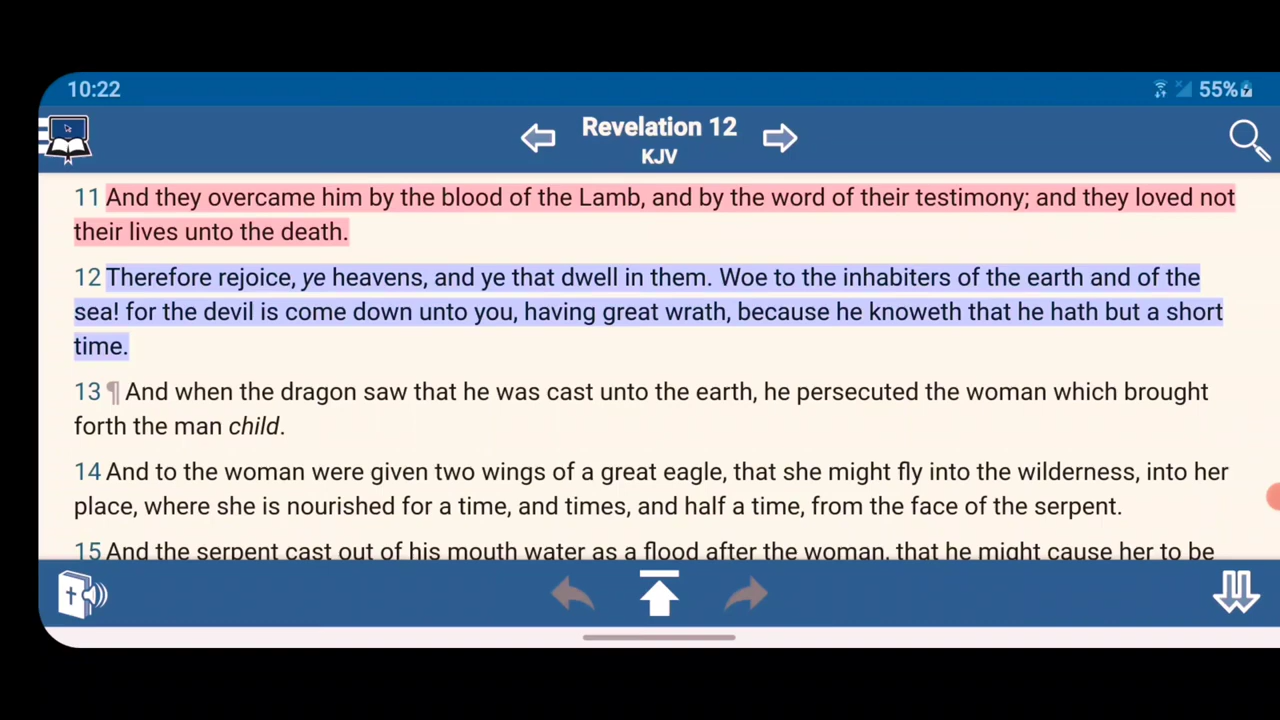 10:22
55%
Revelation 12
KJV
11 And they overcame him by the blood of the Lamb, and by the word of their testimony; and they loved not
their lives unto the death.
12 Therefore rejoice, ye heavens, and ye that dwell in them. Woe to the inhabiters of the earth and of the
sea! for the devil is come down unto you, having great wrath, because he knoweth that he hath but a short
time.
13 ¶ And when the dragon saw that he was cast unto the earth, he persecuted the woman which brought
forth the man child.
14 And to the woman were given two wings of a great eagle, that she might fly into the wilderness, into her
place, where she is nourished for a time, and times, and half a time, from the face of the serpent.
15 And the serpent cast out of his mouth water as a flood after the woman, that he might cause her to be